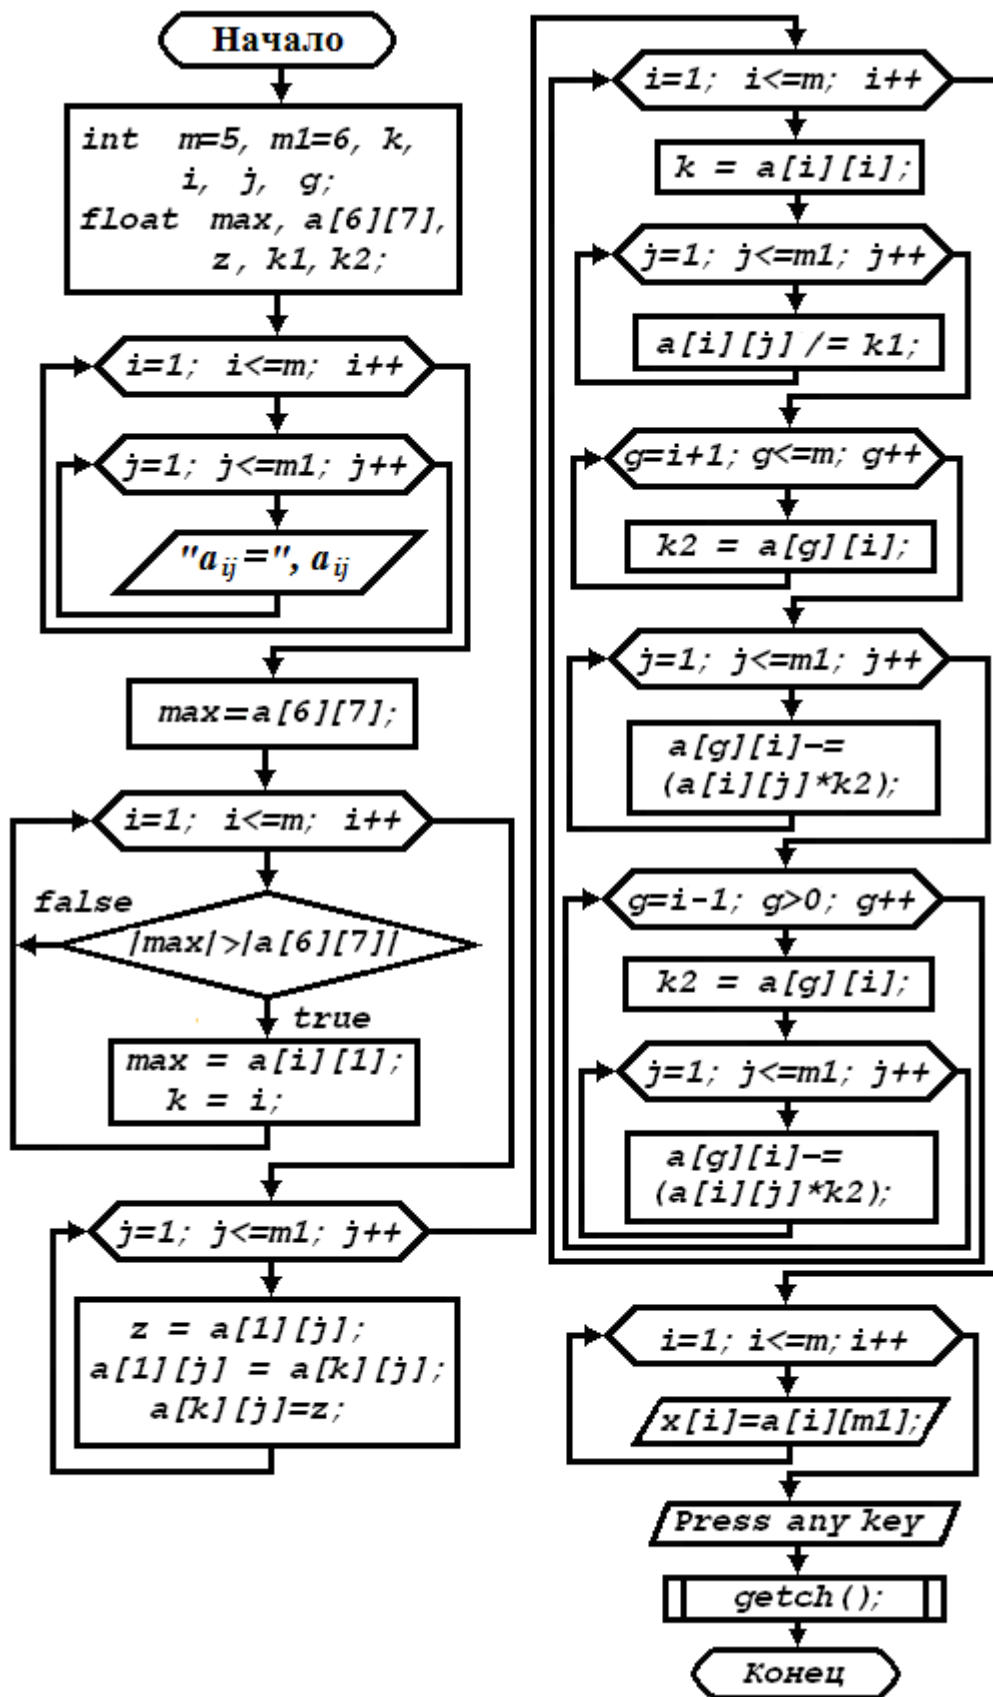 Начало
int m=5, m1=6, k,
i, j, g;
float max, a[6][7],
z, k1, k2;
i=1; i<=m; i++
j=1; j<=m1; j++
"a ij =", a ij
max=a[6][7];
i=1; i<=m; i++
false
|max|>|a[6][7]|
true
max = a[i][1];
k = i;
j=1; j<=m1; j++
z = a[1][j];
a[1][j] = a[k][j];
a[k][j]=z;
i=1; i<=m; i++
k = a[i][i];
j=1; j<=m1; j++
a[i][j] /= k1;
g=i+1; g<=m; g++
k2 = a[g][i];
j=1; j<=m1; j++
a[g][i]-=
(a[i][j]*k2);
g=i-1; g>0; g++
k2 = a[g][i];
j=1; j<=m1; j++
a[g][i]-=
(a[i][j]*k2);
i=1; i<=m; i++
x[i]=a[i][m1];
Press any key
getch();
Конец